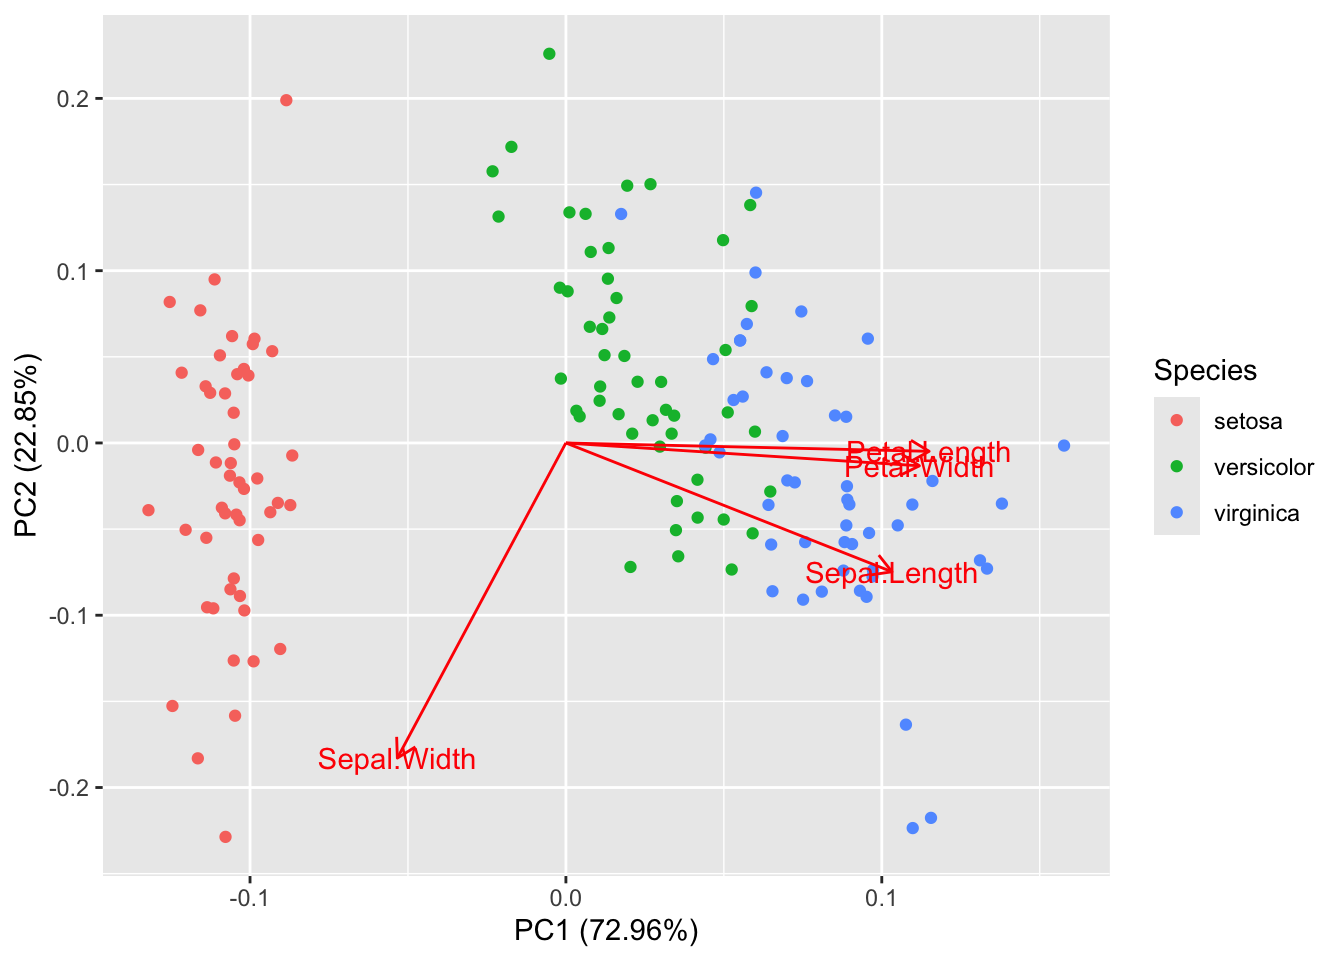 0.2
0.1
0.0
-0.1
-0.2
PC2 (22.85%)
Petal.Length
Petal.Width
Sepal.Length
Sepal.Width
-0.1
0.0
0.1
PC1 (72.96%)
Species
setosa
versicolor
virginica